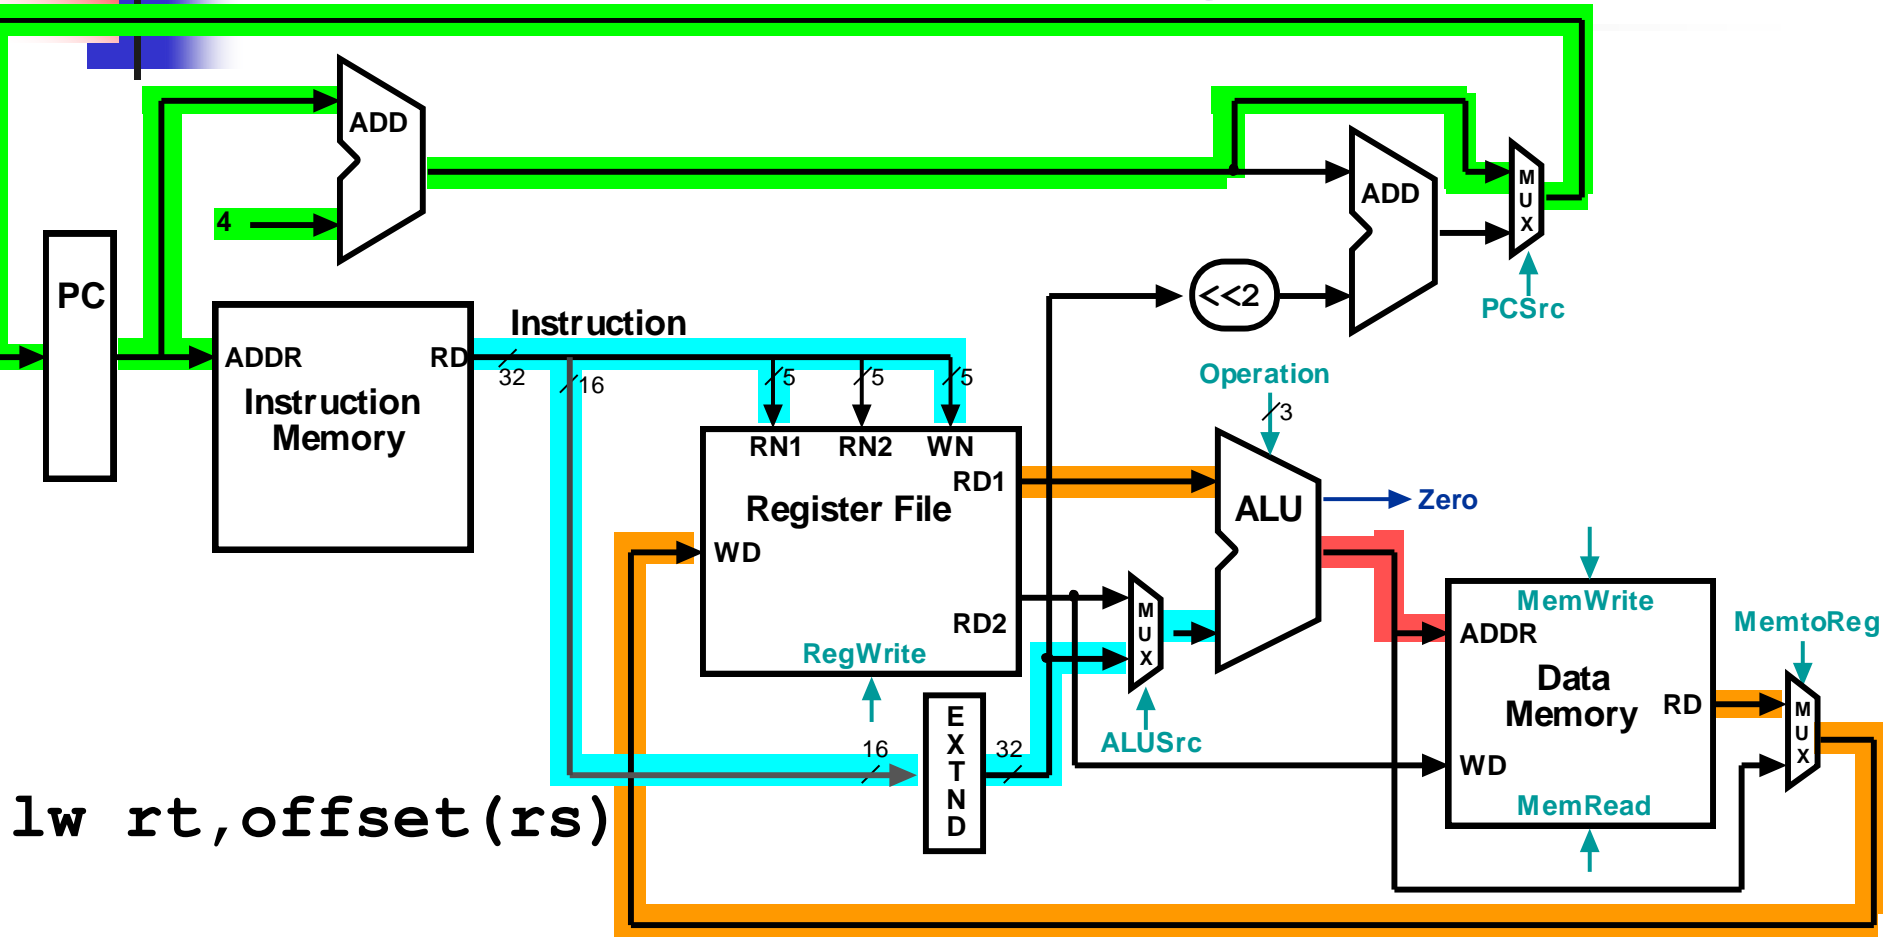 ADD
4
ADD
M
U
X
PC
<<2
PCSrc
Instruction
ADDR
RD
32
16
5
5
5
Instruction
Memory
Operation
3
RN1
RN2
WN
RD1
Register File
ALU
Zero
WD
M
U
X
RD2
RegWrite
MemWrite
ADDR
MemtoReg
Data
Memory
RD
M
U
X
E
X
T
N
D
16
32
ALUSrc
WD
MemRead
lw rt,offset(rs)